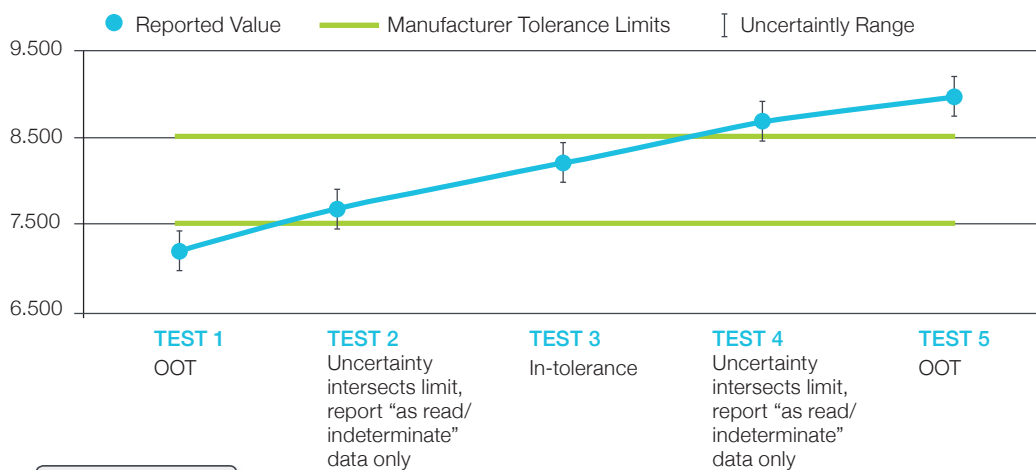 Reported Value Manufacturer Tolerance Limits Uncertaintly Range
9.500
8.500
7.500
6.500
TEST 1
OOT
TEST 2
Uncertainty
intersects limit,
report “as read/
indeterminate”
data only
TEST 3
In-tolerance
TEST 4
Uncertainty
intersects limit,
report “as read/
indeterminate”
data only
TEST 5
OOT